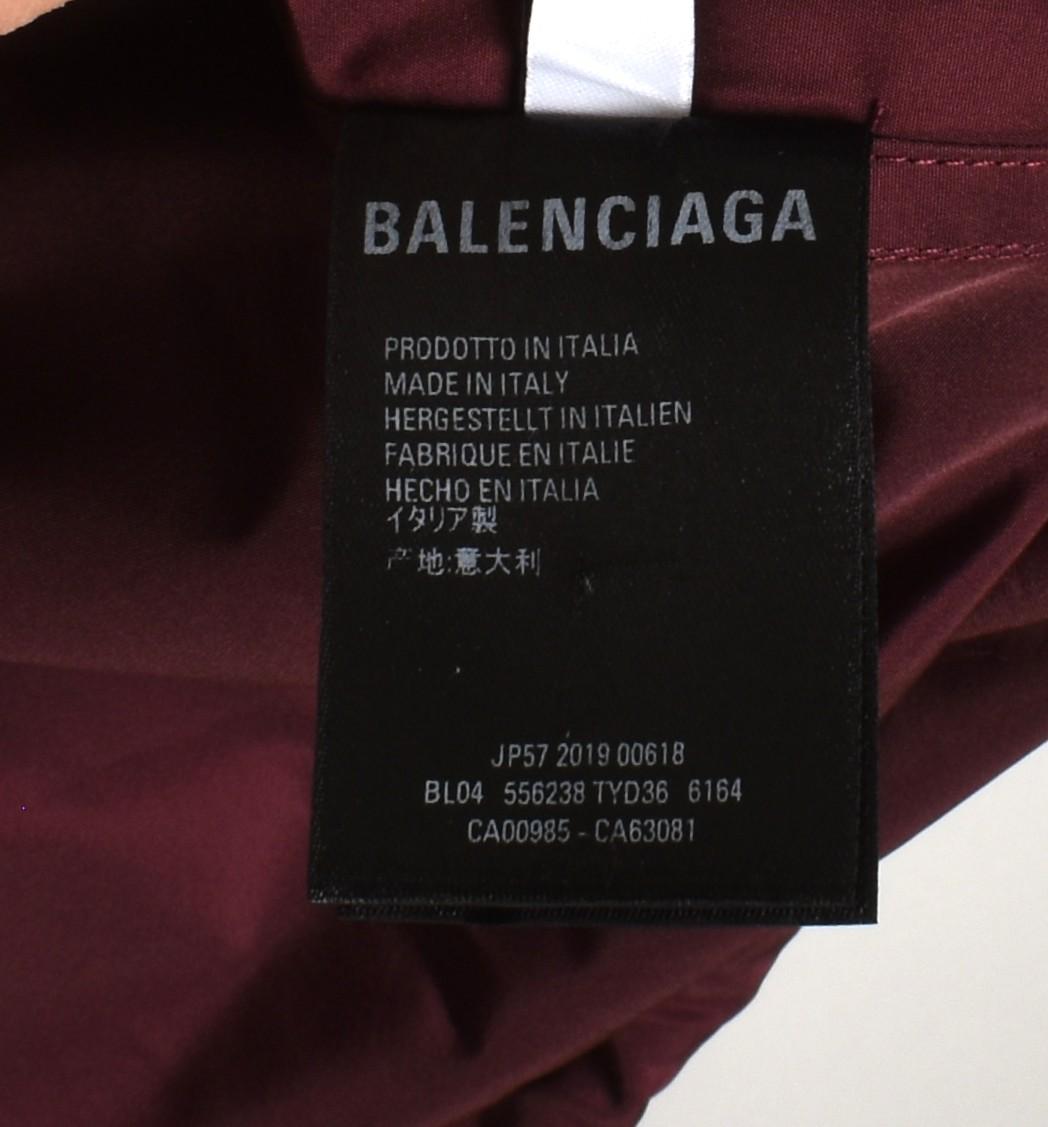 BALENCIAGA
PRODOTTO IN ITALIA
MADE IN ITALY
HERGESTELLT IN ITALIEN
FABRIQUE EN ITALIE
HECHO EN ITALIA
イタリア製
产地:意大利
JP57 2019 00618
BL04 556238 TYD36 6164
CA00985 - CA63081